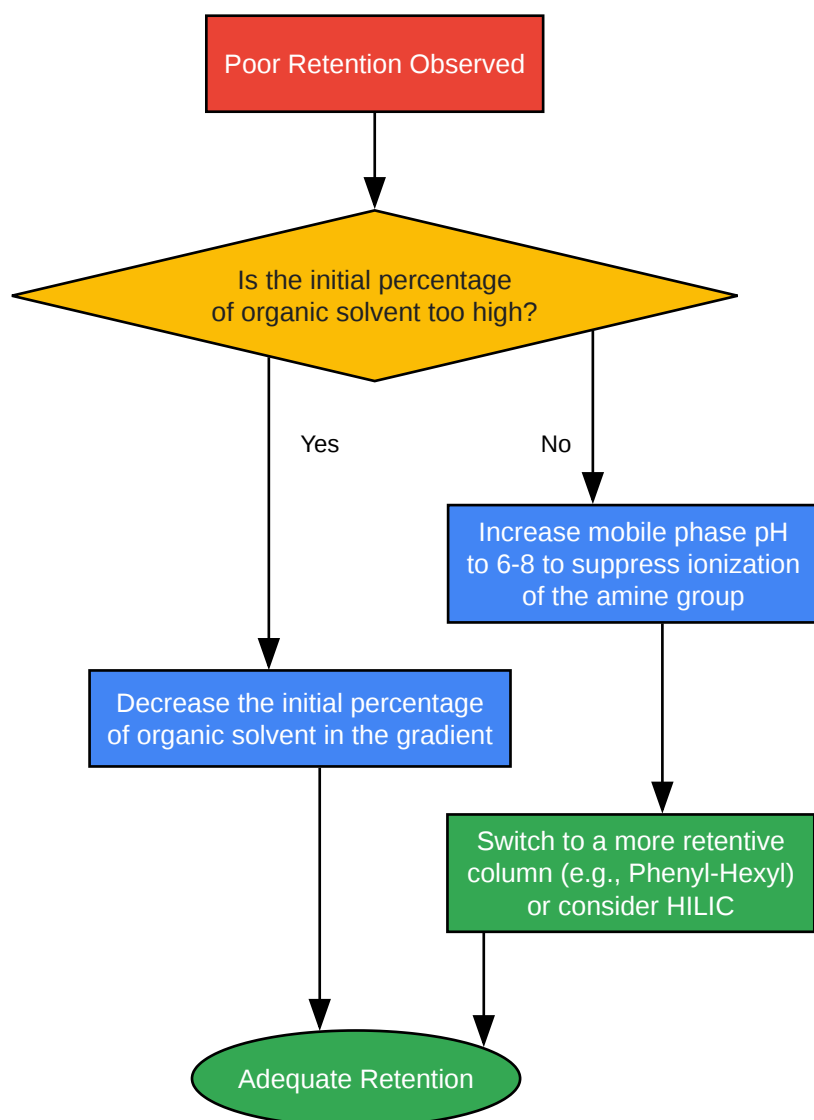 Poor Retention Observed
Is the initial percentage
of organic solvent too high?
Yes
No
Increase mobile phase pH
to 6-8 to suppress ionization
of the amine group
Decrease the initial percentage
of organic solvent in the gradient
Switch to a more retentive
column (e.g., Phenyl-Hexyl)
or consider HILIC
Adequate Retention